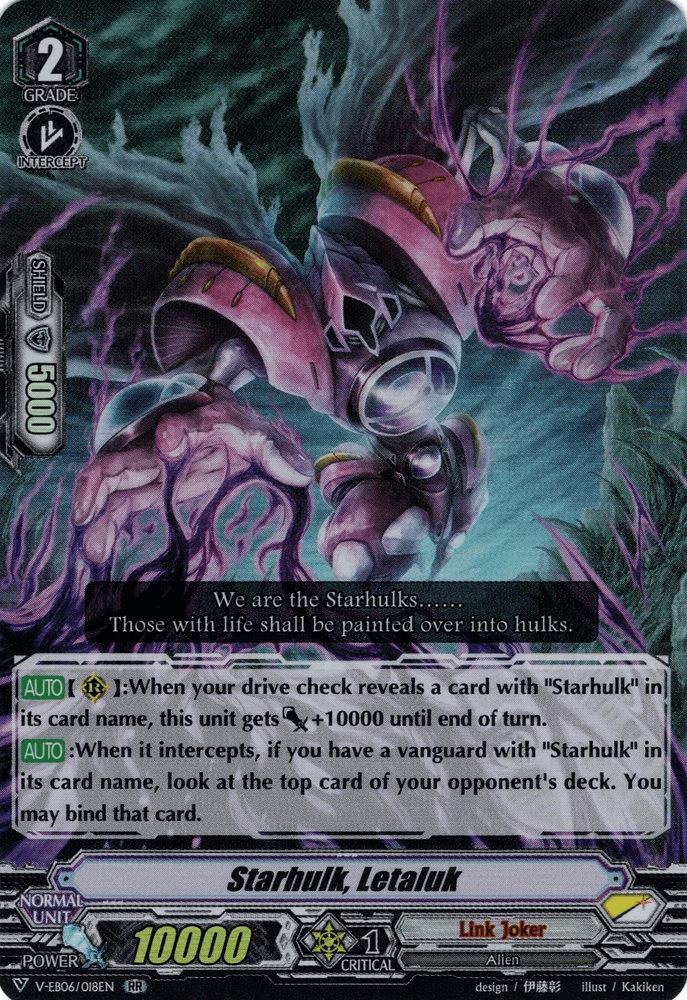 2
GRADE
INTERCEPT
SHIELD
5000
We are the Starhulks......
Those with life shall be painted over into hulks.
AUTO【 R 】:When your drive check reveals a card with "Starhulk" in
its card name, this unit gets +10000 until end of turn.
AUTO:When it intercepts, if you have a vanguard with "Starhulk" in
its card name, look at the top card of your opponent's deck. You
may bind that card.
Starhulk, Letaluk
NORMAL
UNIT
POWER 10000
1
CRITICAL
Link Joker
Alien
V-EB06/018EN RR
design / 伊藤彰 illust / Kakiken